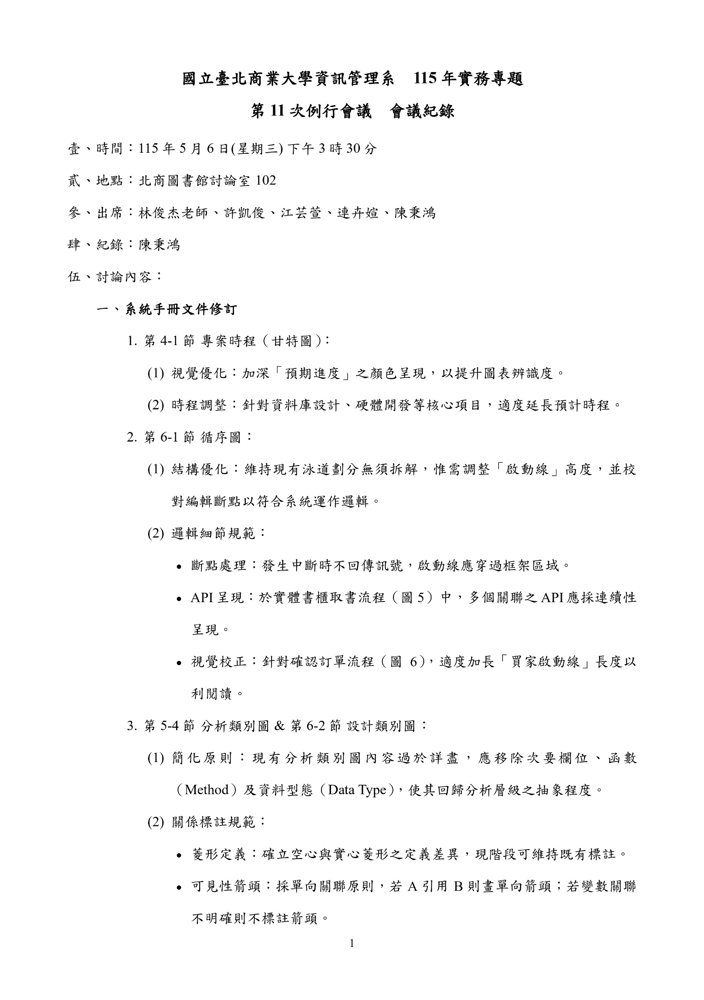 國立臺北商業大學資訊管理系　115 年實務專題
第 11 次例行會議　會議紀錄
壹、時間：115 年 5 月 6 日(星期三) 下午 3 時 30 分
貳、地點：北商圖書館討論室 102
參、出席：林俊杰老師、許凱俊、江芸萱、連卉媗、陳秉鴻
肆、紀錄：陳秉鴻
伍、討論內容：
一、系統手冊文件修訂
1. 第 4-1 節 專案時程（甘特圖）：
(1) 視覺優化：加深「預期進度」之顏色呈現，以提升圖表辨識度。
(2) 時程調整：針對資料庫設計、硬體開發等核心項目，適度延長預計時程。
2. 第 6-1 節 循序圖：
(1) 結構優化：維持現有泳道劃分無須拆解，惟需調整「啟動線」高度，並校
對編輯斷點以符合系統運作邏輯。
(2) 邏輯細節規範：
• 斷點處理：發生中斷時不回傳訊號，啟動線應穿過框架區域。
• API 呈現：於實體書櫃取書流程（圖 5）中，多個關聯之 API 應採連續性
呈現。
• 視覺校正：針對確認訂單流程（圖 6），適度加長「買家啟動線」長度以
利閱讀。
3. 第 5-4 節 分析類別圖 & 第 6-2 節 設計類別圖：
(1) 簡化原則：現有分析類別圖內容過於詳盡，應移除次要欄位、函數
（Method）及資料型態（Data Type），使其回歸分析層級之抽象程度。
(2) 關係標註規範：
• 菱形定義：確立空心與實心菱形之定義差異，現階段可維持既有標註。
• 可見性箭頭：採單向關聯原則，若 A 引用 B 則畫單向箭頭；若變數關聯
不明確則不標註箭頭。
1